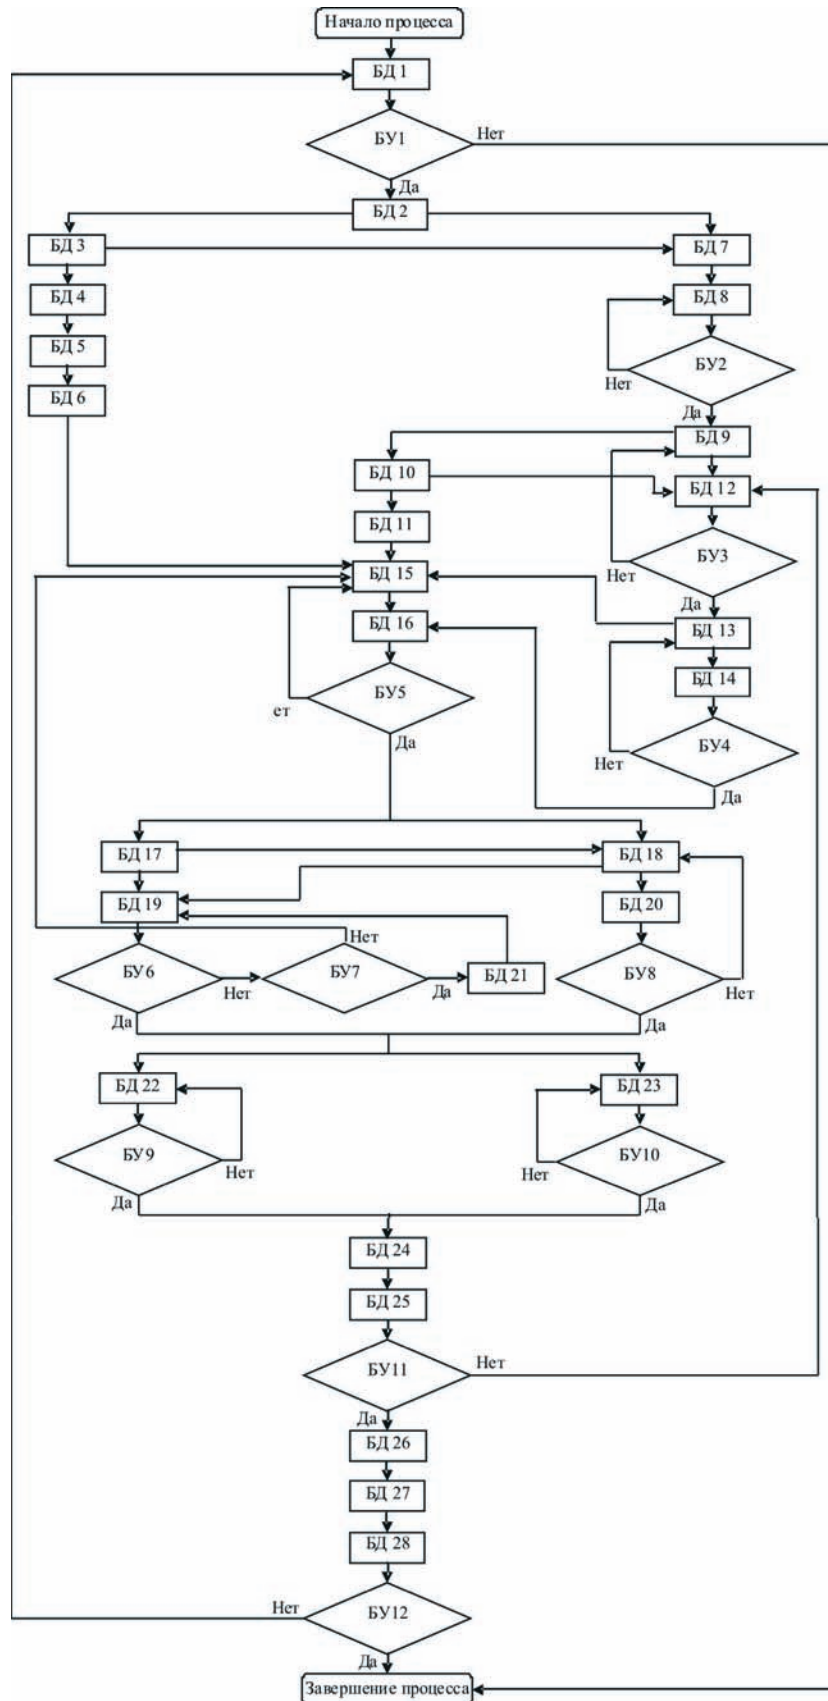 Начало процесса
БД 1
БУ1
Нет
Да
БД 2
БД 3
БД 7
БД 4
БД 8
БД 5
БУ2
Нет
БД 6
Да
БД 9
БД 10
БД 12
БД 11
БУ3
Нет
БД 15
Да
БД 16
БД 13
БД 14
БУ5
ет
Да
БУ4
Нет
Да
БД 17
БД 18
БД 19
БД 20
Нет
БУ6
Нет
БУ7
Да
БД 21
БУ8
Нет
Да
Да
БД 22
БД 23
БУ9
Нет
БУ10
Нет
Да
Да
БД 24
БД 25
БУ11
Нет
Да
БД 26
БД 27
БД 28
Нет
БУ12
Да
Завершение процесса